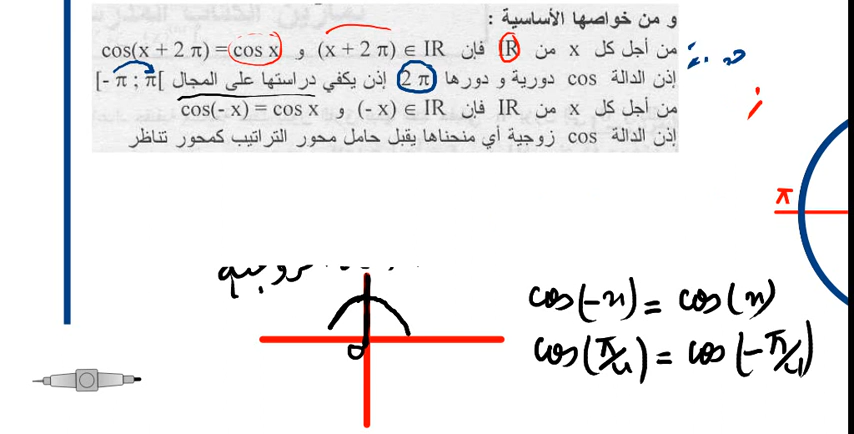 و من خواصها الأساسية :
من أجل كل x من IR فإن (x + 2 π) ∈ IR و cos(x + 2 π) = cos x
إذن الدالة cos دورية و دورها 2 π إذن يكفي دراستها على المجال [- π ; π[
من أجل كل x من IR فإن (- x) ∈ IR و cos(- x) = cos x
إذن الدالة cos زوجية أي منحناها يقبل حامل محور التراتيب كمحور تناظر
π
cos(-x) = cos(x)
cos(π/4) = cos(-π/4)